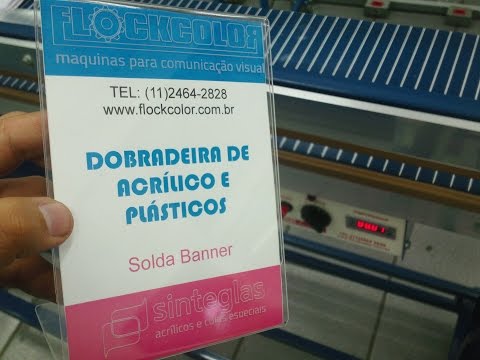 FLOCKCOLOR
maquinas para comunicação visual
TEL: (11)2464-2828
www.flockcolor.com.br
DOBRADEIRA DE
ACRÍLICO E
PLÁSTICOS
Solda Banner
sinteglas
acrílicos e colas especiais